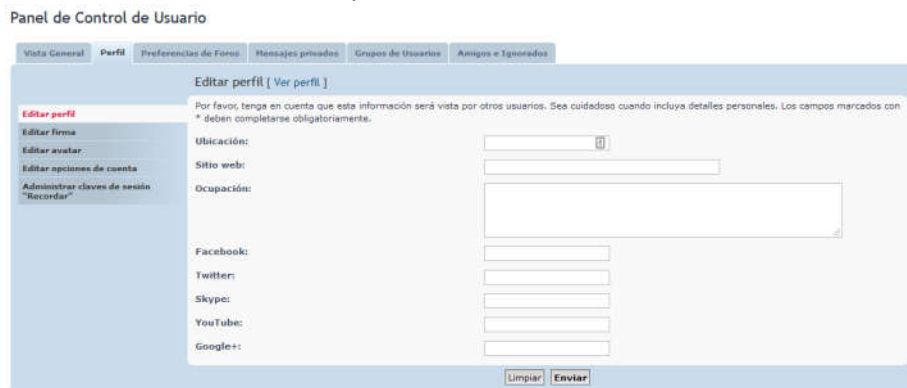 Panel de Control de Usuario
Vista General Perfil Preferencias de Foros Mensajes privados Grupos de Usuarios Amigos e Ignorados
Editar perfil [ Ver perfil ]
Editar perfil
Editar firma
Editar avatar
Editar opciones de cuenta
Administrar claves de sesión
"Recordar"
Por favor, tenga en cuenta que esta información será vista por otros usuarios. Sea cuidadoso cuando incluya detalles personales. Los campos marcados con
* deben completarse obligatoriamente.
Ubicación:
Sitio web:
Ocupación:
Facebook:
Twitter:
Skype:
YouTube:
Google+:
Limpiar Enviar